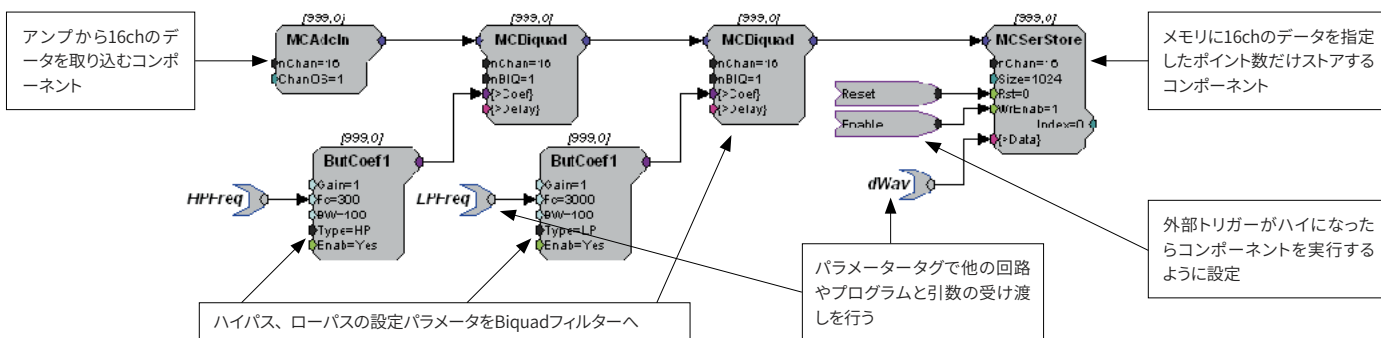 [999,0]
[999,0]
[999,0]
[999,0]
アンプから16chのデ
ータを取り込むコンポ
ーネント
MCAdcIn
nChan=16
ChanOS=1
MCBiquad
nChan=16
nBIQ=1
{>Coef}
{>Delay}
MCBiquad
nChan=16
nBIQ=1
{>Coef}
{>Delay}
MCSerStore
nChan=16
Size=1024
Rst=0
WrEnab=1
Index=0
{>Data}
メモリに16chのデータを指定
したポイント数だけストアする
コンポーネント
Reset
Enable
[999,0]
ButCoef1
Gain=1
Fc=300
BW=100
Type=HP
Enab=Yes
HPFreq
[999,0]
ButCoef1
Gain=1
Fc=3000
BW=100
Type=LP
Enab=Yes
LPFreq
dWav
外部トリガーがハイになった
らコンポーネントを実行する
ように設定
パラメータータグで他の回路
やプログラムと引数の受け渡
しを行う
ハイパス、ローパスの設定パラメータをBiquadフィルターへ